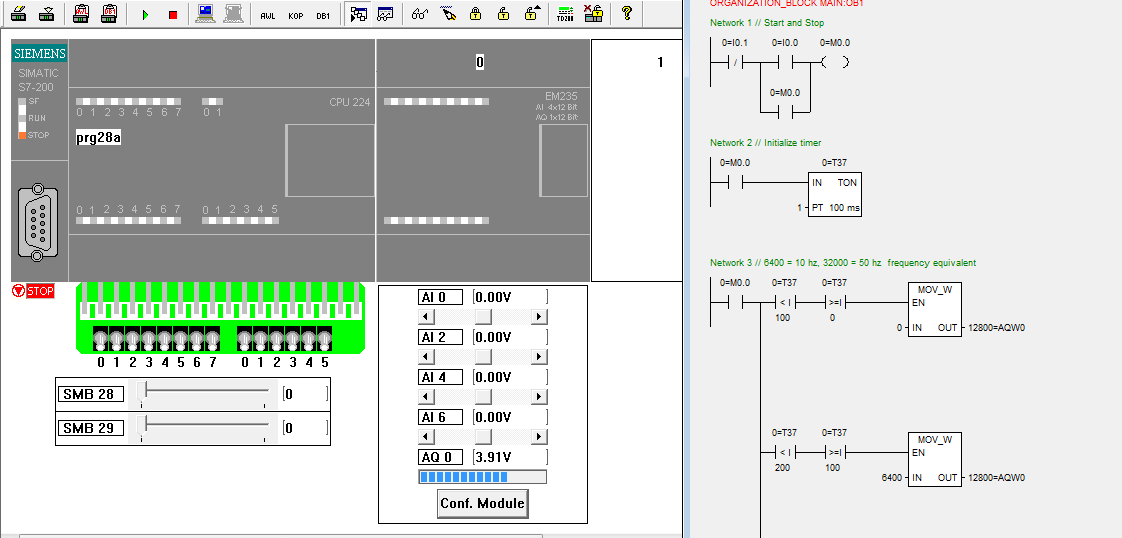 AWL KOP DB1 TD200 ?
SIEMENS
SIMATIC
S7-200
SF
RUN
STOP
0 1 2 3 4 5 6 7 0 1
CPU 224
prg28a
0 1 2 3 4 5 6 7 0 1 2 3 4 5
0
EM235
AI 4x12 Bit
AQ 1x12 Bit
1
STOP
0 1 2 3 4 5 6 7 0 1 2 3 4 5
SMB 28 [0 ]
SMB 29 [0 ]
AI 0 [0.00V ]
AI 2 [0.00V ]
AI 4 [0.00V ]
AI 6 [0.00V ]
AQ 0 [3.91V ]
Conf. Module
ORGANIZATION_BLOCK MAIN:OB1
Network 1 // Start and Stop
0=I0.1 0=I0.0 0=M0.0
/
0=M0.0
Network 2 // Initialize timer
0=M0.0 0=T37
IN TON
1 PT 100 ms
Network 3 // 6400 = 10 hz, 32000 = 50 hz frequency equivalent
0=M0.0 0=T37 0=T37 MOV_W
< I >=I EN
100 0
0 IN OUT 12800=AQW0
0=T37 0=T37 MOV_W
< I >=I EN
200 100
6400 IN OUT 12800=AQW0